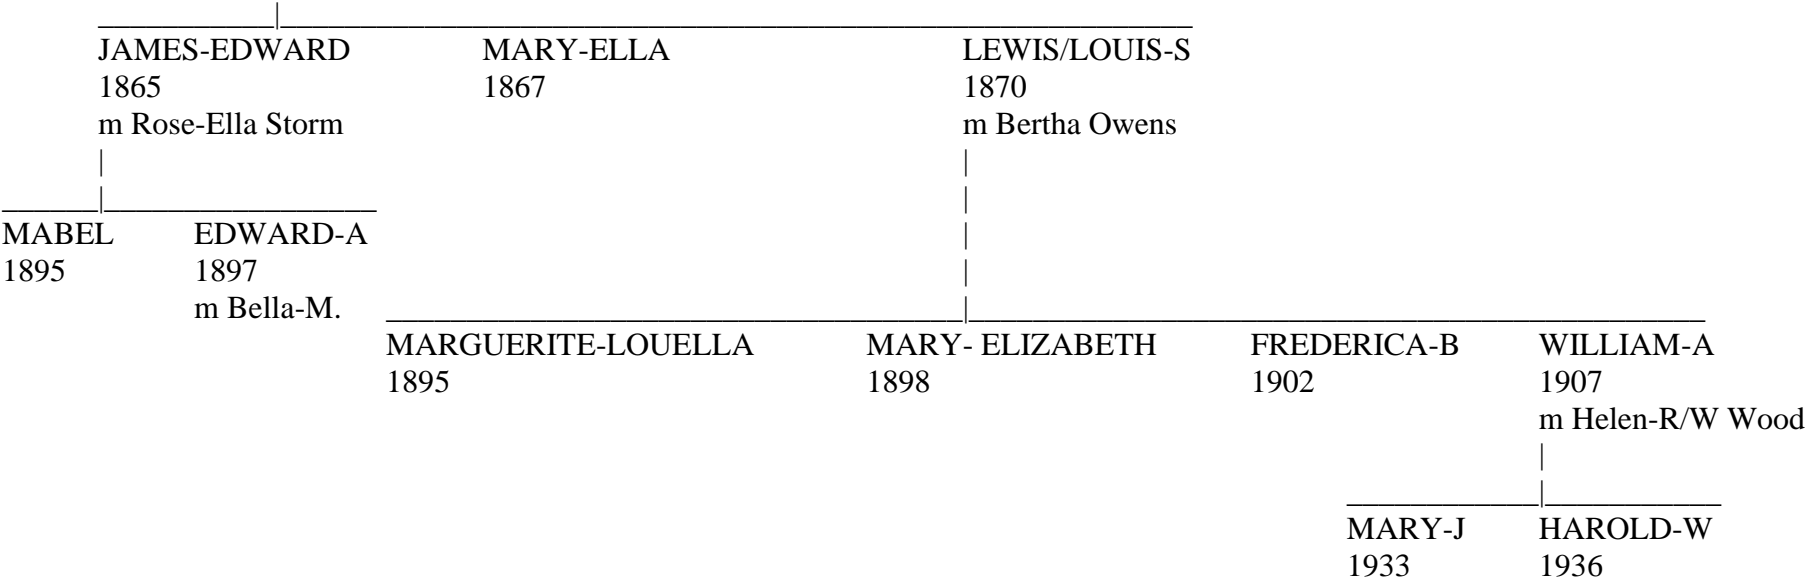 JAMES-EDWARD MARY-ELLA LEWIS/LOUIS-S
1865 1867 1870
m Rose-Ella Storm m Bertha Owens
MABEL EDWARD-A
1895 1897
m Bella-M.
MARGUERITE-LOUELLA MARY- ELIZABETH FREDERICA-B WILLIAM-A
1895 1898 1902 1907
m Helen-R/W Wood
MARY-J HAROLD-W
1933 1936